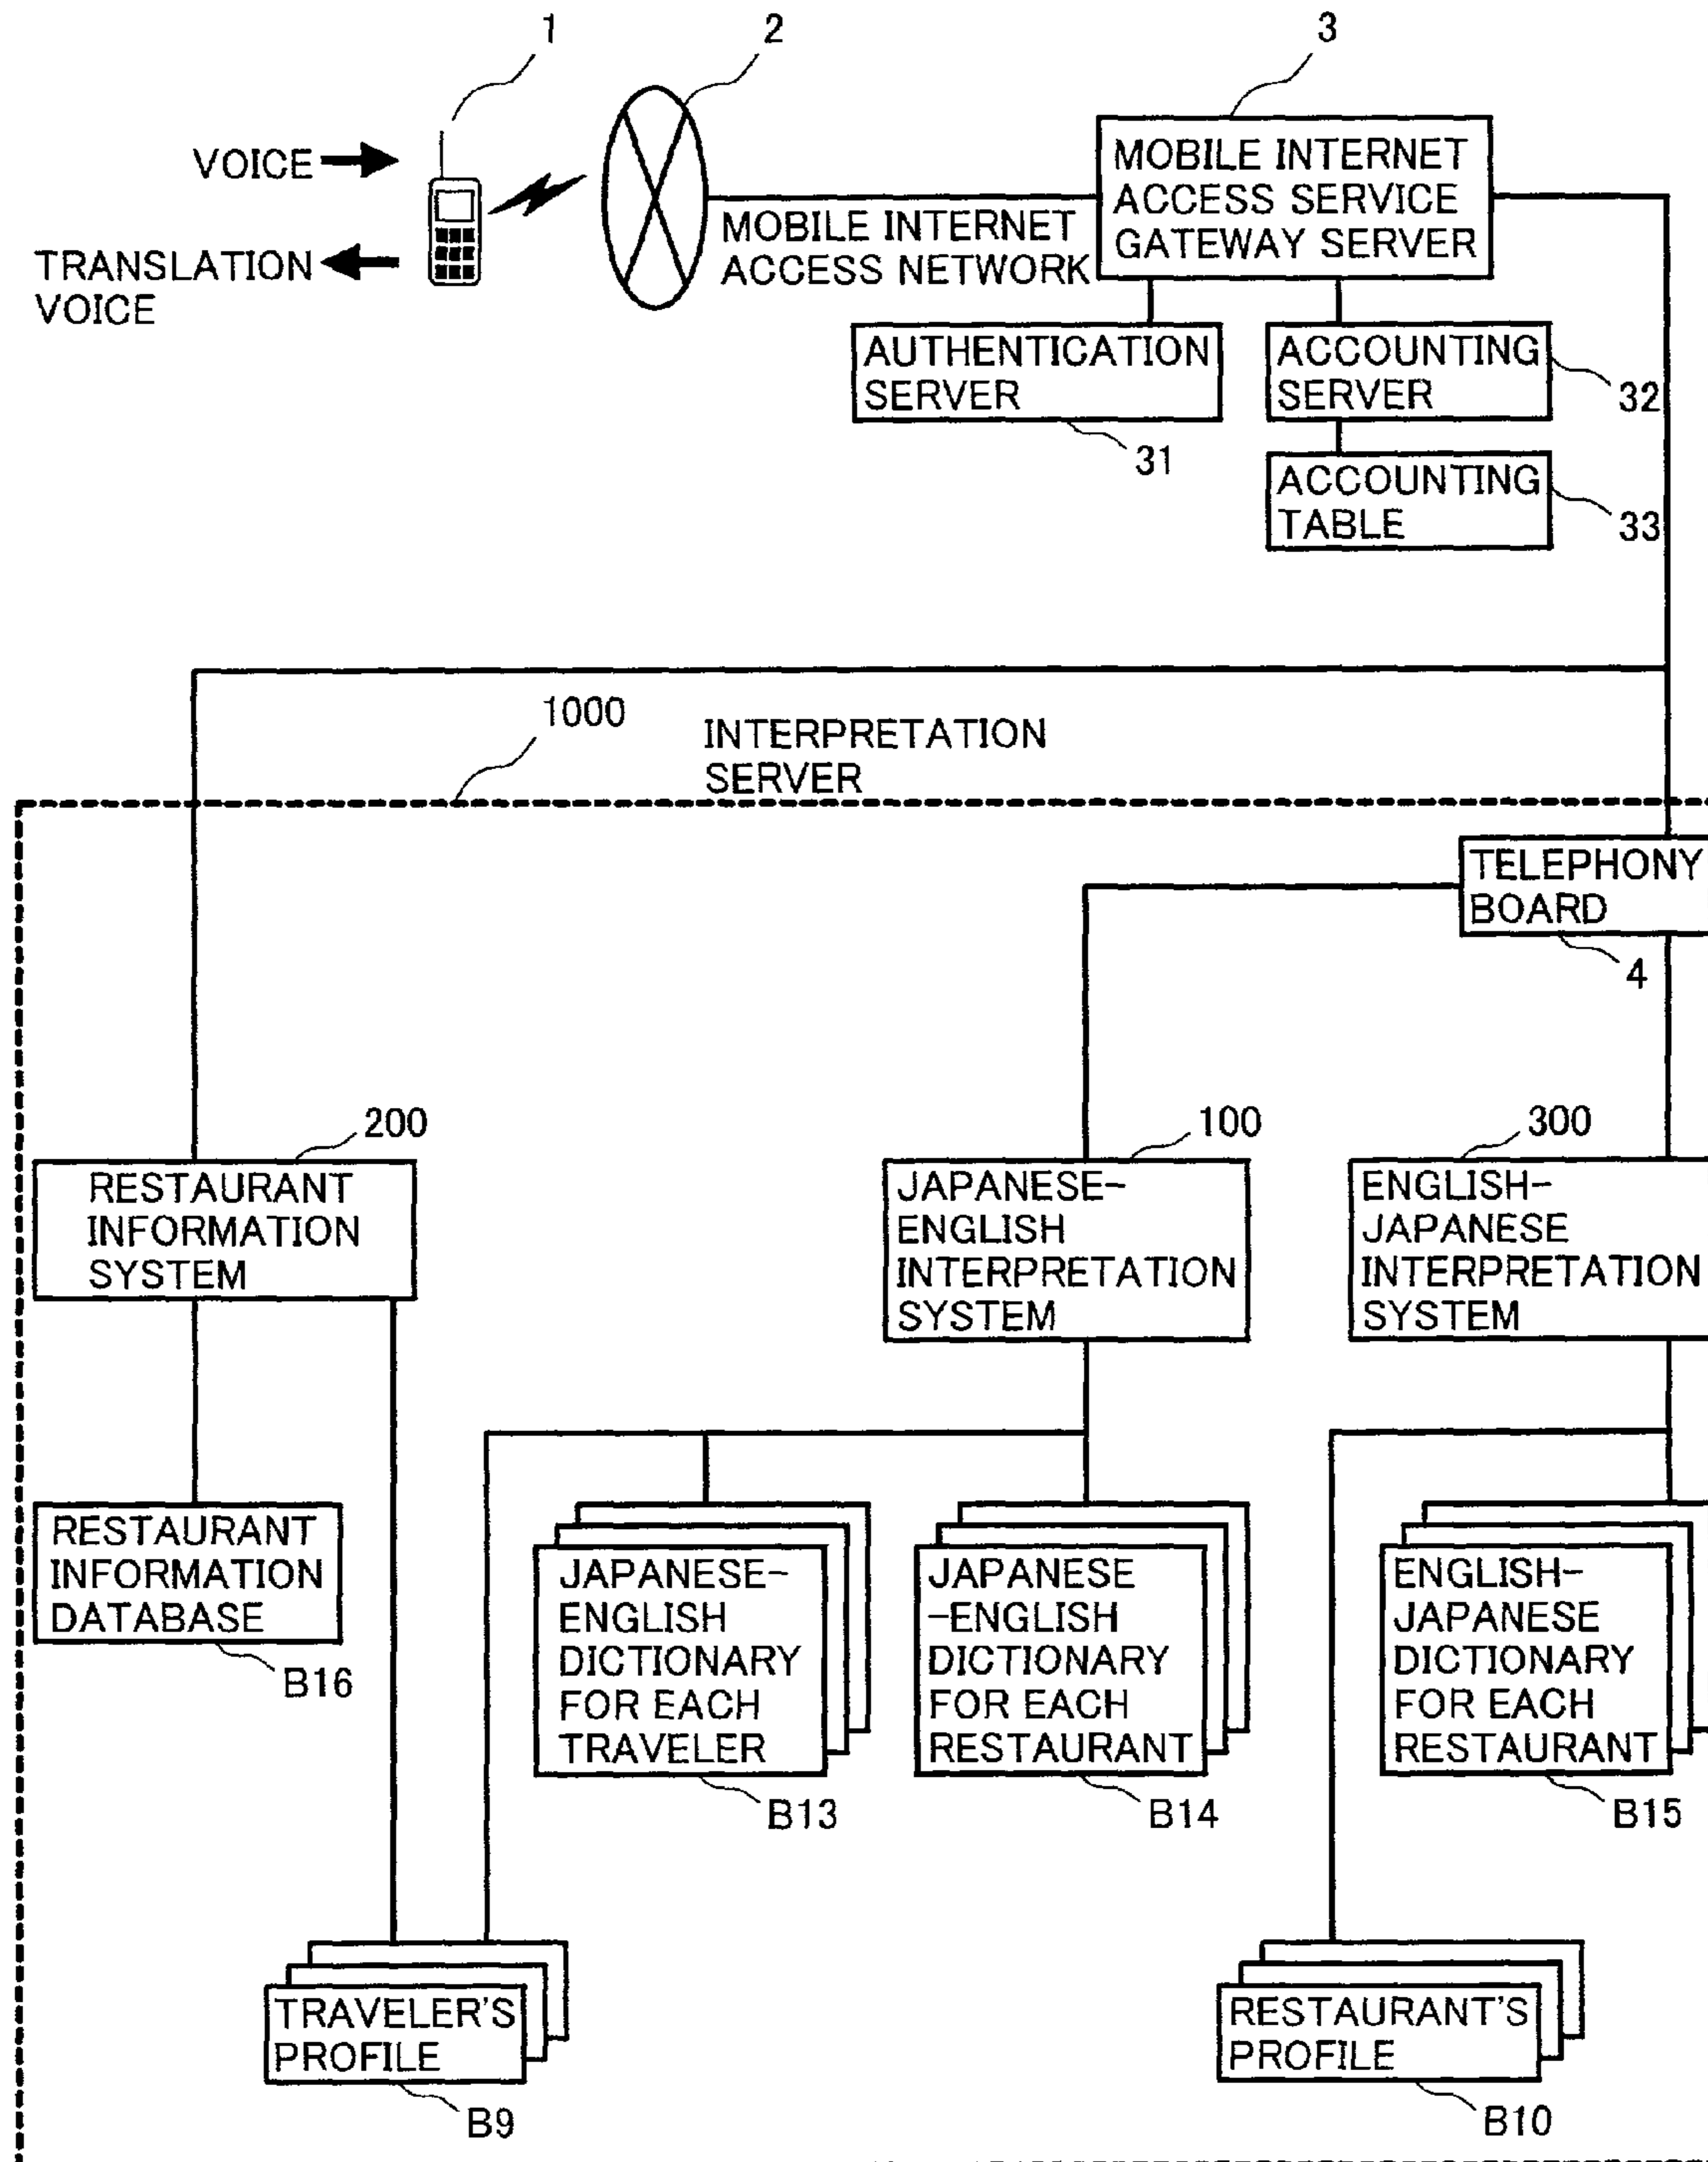 1
2
3
VOICE
TRANSLATION
VOICE
MOBILE INTERNET
ACCESS NETWORK
MOBILE INTERNET
ACCESS SERVICE
GATEWAY SERVER
AUTHENTICATION
SERVER
31
ACCOUNTING
SERVER
32
ACCOUNTING
TABLE
33
1000
INTERPRETATION
SERVER
TELEPHONY
BOARD
4
200
RESTAURANT
INFORMATION
SYSTEM
100
JAPANESE-
ENGLISH
INTERPRETATION
SYSTEM
300
ENGLISH-
JAPANESE
INTERPRETATION
SYSTEM
RESTAURANT
INFORMATION
DATABASE
B16
JAPANESE-
ENGLISH
DICTIONARY
FOR EACH
TRAVELER
B13
JAPANESE
-ENGLISH
DICTIONARY
FOR EACH
RESTAURANT
B14
ENGLISH-
JAPANESE
DICTIONARY
FOR EACH
RESTAURANT
B15
TRAVELER'S
PROFILE
B9
RESTAURANT'S
PROFILE
B10